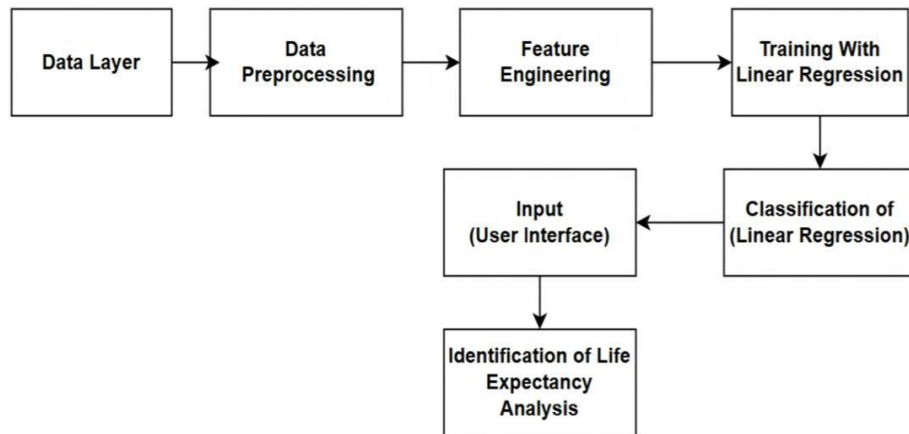 Data Layer
Data
Preprocessing
Feature
Engineering
Training With
Linear Regression
Classification of
(Linear Regression)
Input
(User Interface)
Identification of Life
Expectancy
Analysis